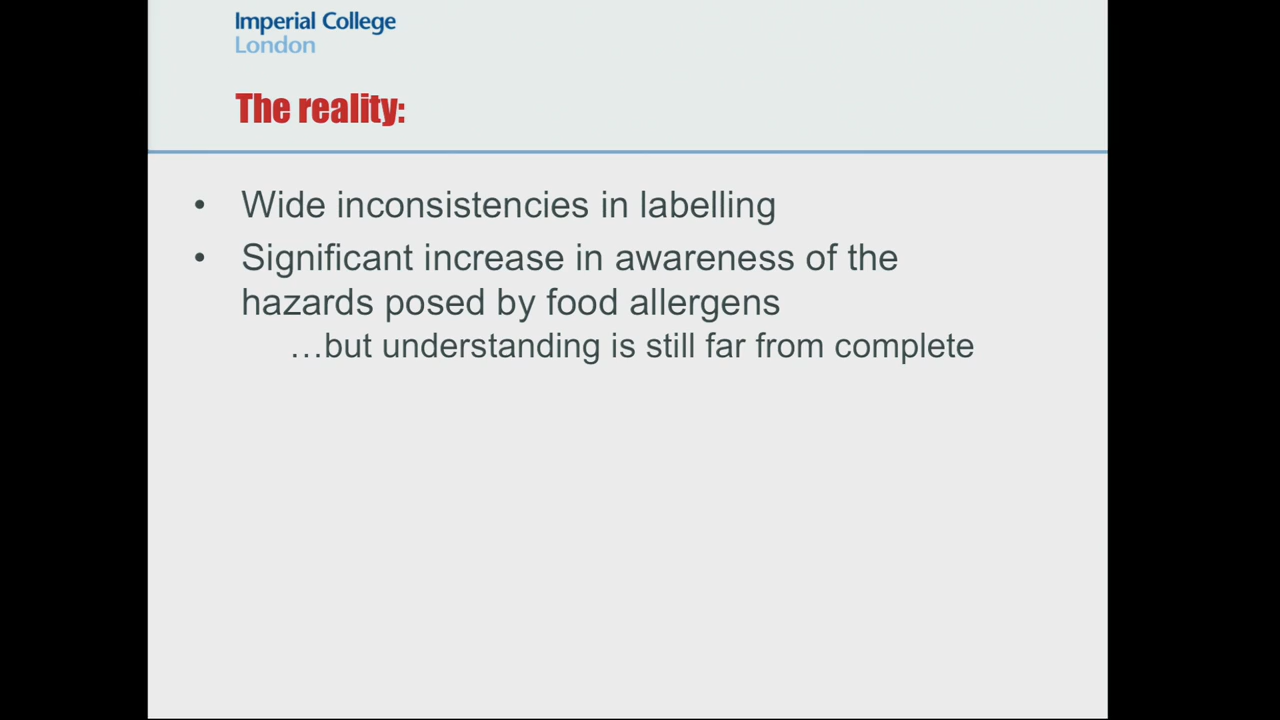 Imperial College
London
The reality:
• Wide inconsistencies in labelling
• Significant increase in awareness of the
hazards posed by food allergens
…but understanding is still far from complete